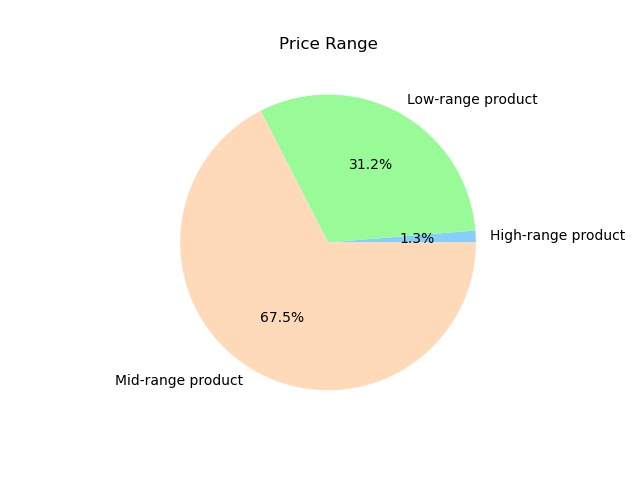 Price Range
Low-range product
31.2%
1.3%
High-range product
67.5%
Mid-range product